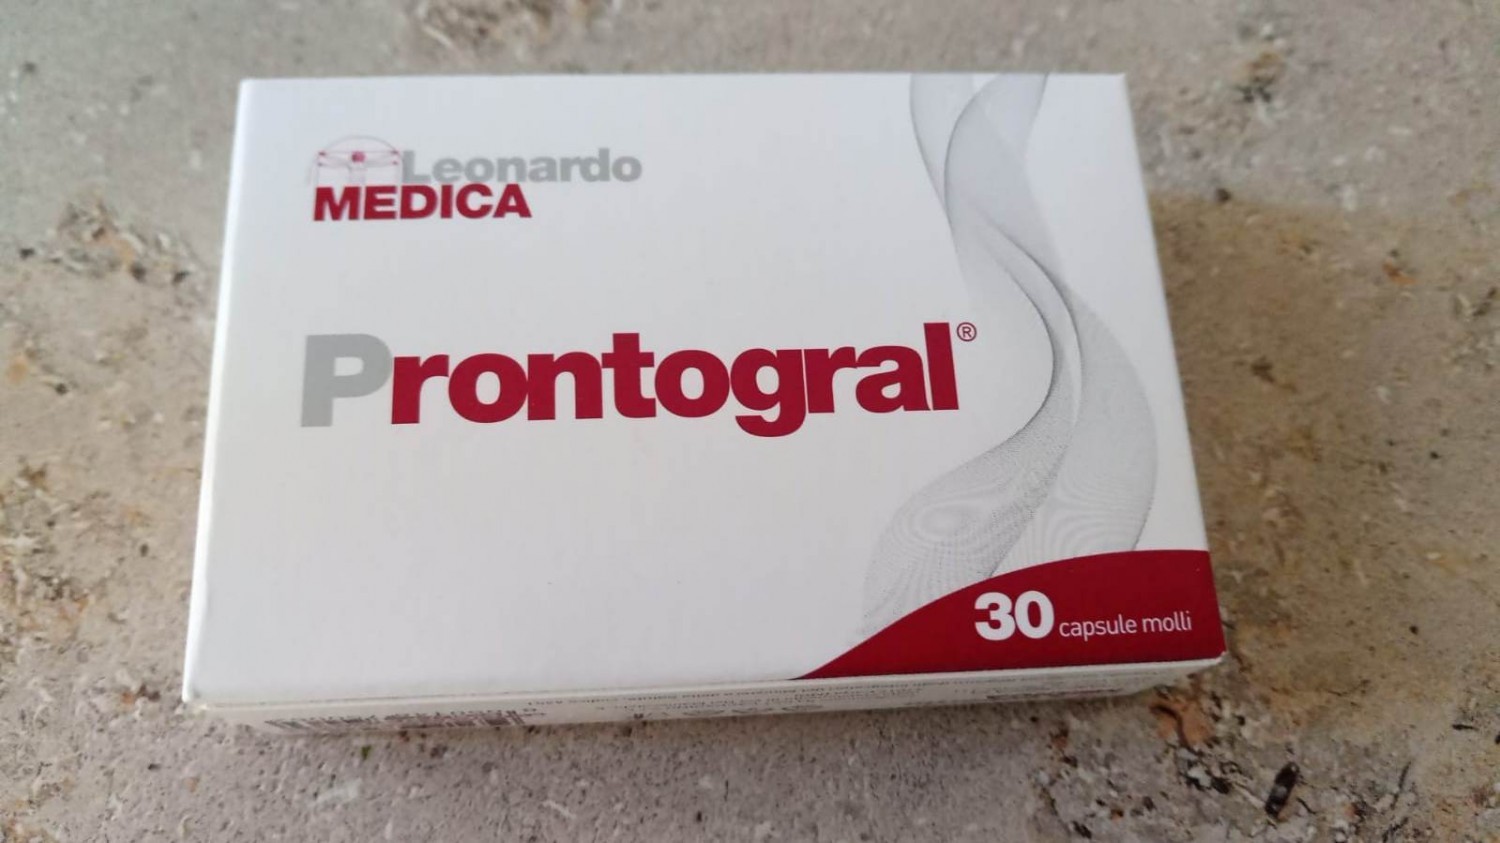 Leonardo
MEDICA
Prontogral®
30 capsule molli